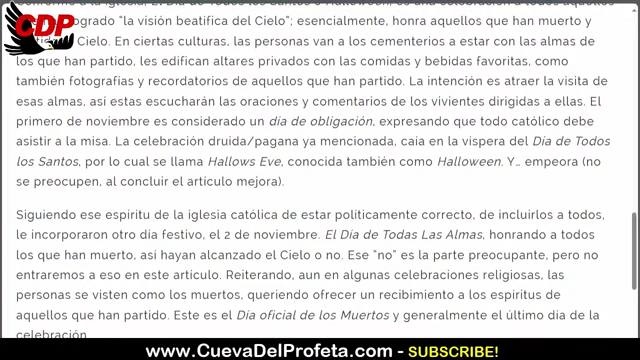 CDP
logrado "la visión beatifica del Cielo"; esencialmente, honra aquellos que han muerto y
Cielo. En ciertas culturas, las personas van a los cementerios a estar con las almas de
los que han partido, les edifican altares privados con las comidas y bebidas favoritas, como
también fotografías y recordatorios de aquellos que han partido. La intención es atraer la visita de
esas almas, así estas escucharán las oraciones y comentarios de los vivientes dirigidas a ellas. El
primero de noviembre es considerado un día de obligación, expresando que todo católico debe
asistir a la misa. La celebración druida/pagana ya mencionada, caía en la víspera del Día de Todos
los Santos, por lo cual se llama Hallows Eve, conocida también como Halloween. Y… empeora (no
se preocupen, al concluir el artículo mejora).
Siguiendo ese espíritu de la iglesia católica de estar políticamente correcto, de incluirlos a todos,
le incorporaron otro día festivo, el 2 de noviembre. El Día de Todas Las Almas, honrando a todos
los que han muerto, así hayan alcanzado el Cielo o no. Ese "no" es la parte preocupante, pero no
entraremos a eso en este articulo. Reiterando, aun en algunas celebraciones religiosas, las
personas se visten como los muertos, queriendo ofrecer un recibimiento a los espíritus de
aquellos que han partido. Este es el Día oficial de los Muertos y generalmente el último día de la
celebración
www.CuevaDelProfeta.com - SUBSCRIBE!